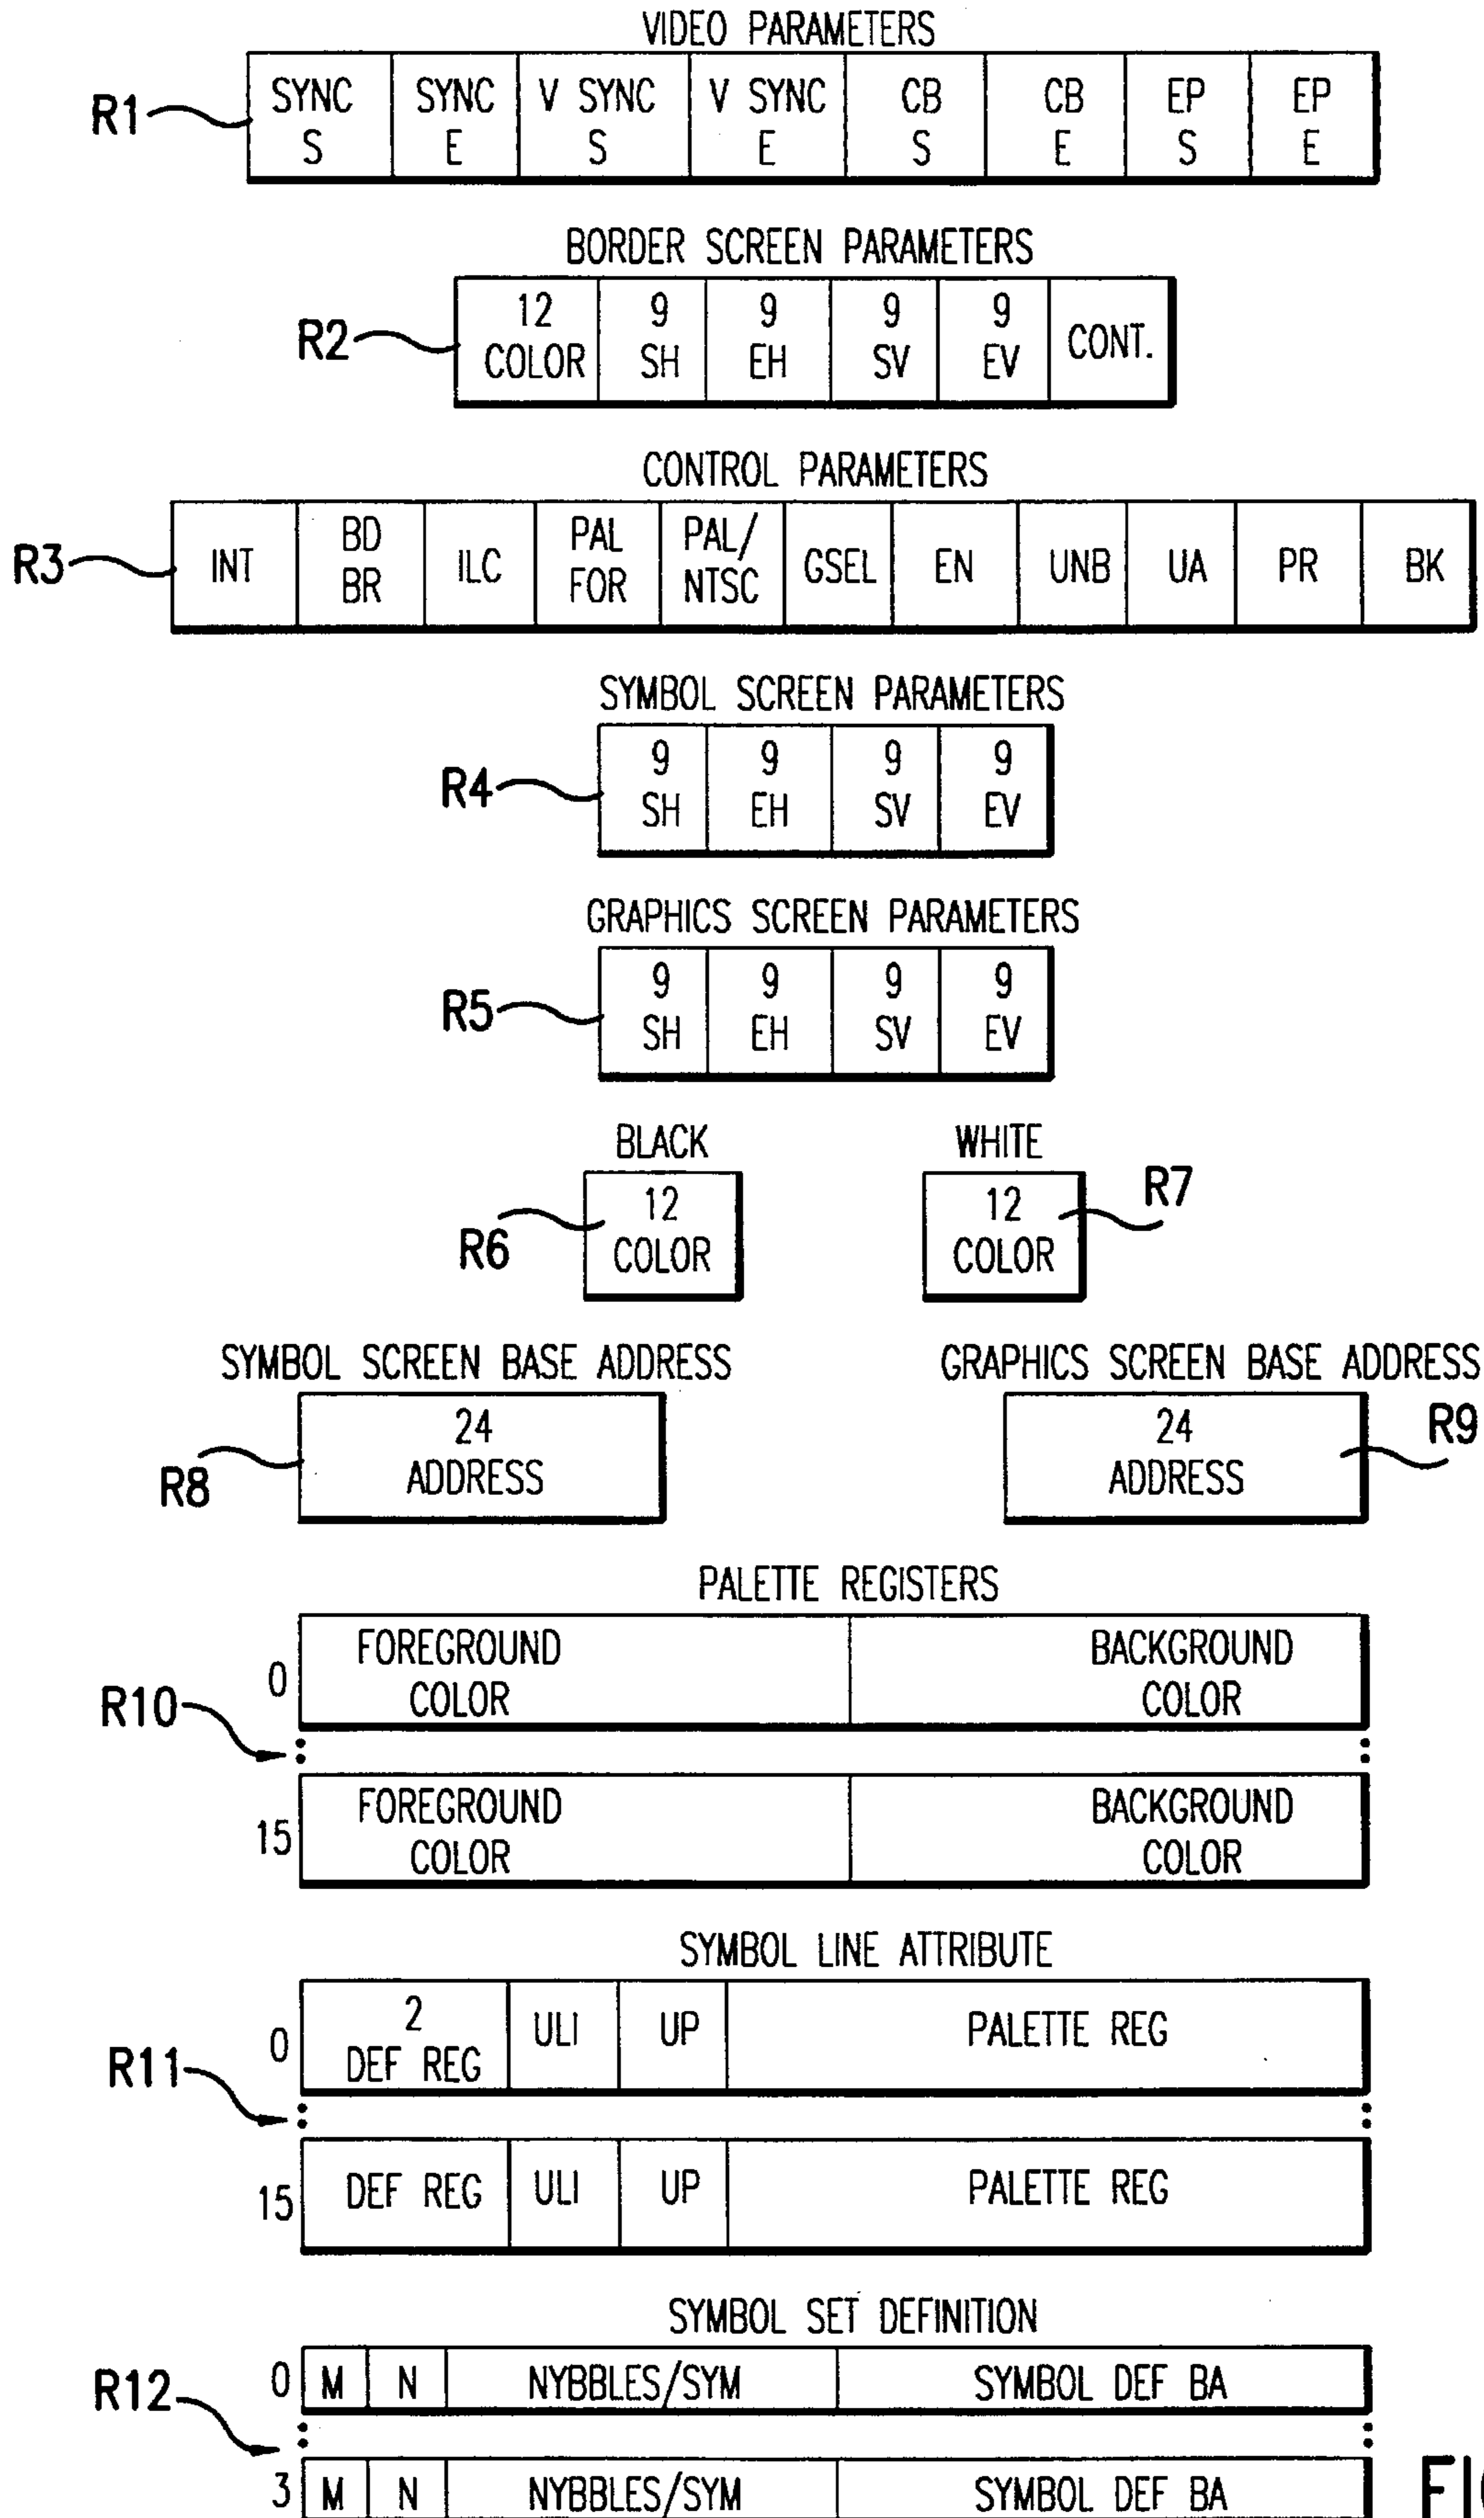 VIDEO PARAMETERS
R1
SYNC S
SYNC E
V SYNC S
V SYNC E
CB S
CB E
EP S
EP E
BORDER SCREEN PARAMETERS
R2
12 COLOR
9 SH
9 EH
9 SV
9 EV
CONT.
CONTROL PARAMETERS
R3
INT
BD BR
ILC
PAL FOR
PAL/ NTSC
GSEL
EN
UNB
UA
PR
BK
SYMBOL SCREEN PARAMETERS
R4
9 SH
9 EH
9 SV
9 EV
GRAPHICS SCREEN PARAMETERS
R5
9 SH
9 EH
9 SV
9 EV
BLACK
R6
12
COLOR
WHITE
R7
12
COLOR
SYMBOL SCREEN BASE ADDRESS
R8
24
ADDRESS
GRAPHICS SCREEN BASE ADDRESS
R9
24
ADDRESS
PALETTE REGISTERS
R10
0
FOREGROUND COLOR
BACKGROUND COLOR
15
FOREGROUND COLOR
BACKGROUND COLOR
SYMBOL LINE ATTRIBUTE
R11
0
2
DEF REG
ULI
UP
PALETTE REG
15
DEF REG
ULI
UP
PALETTE REG
SYMBOL SET DEFINITION
R12
0
M
N
NYBBLES/SYM
SYMBOL DEF BA
3
M
N
NYBBLES/SYM
SYMBOL DEF BA